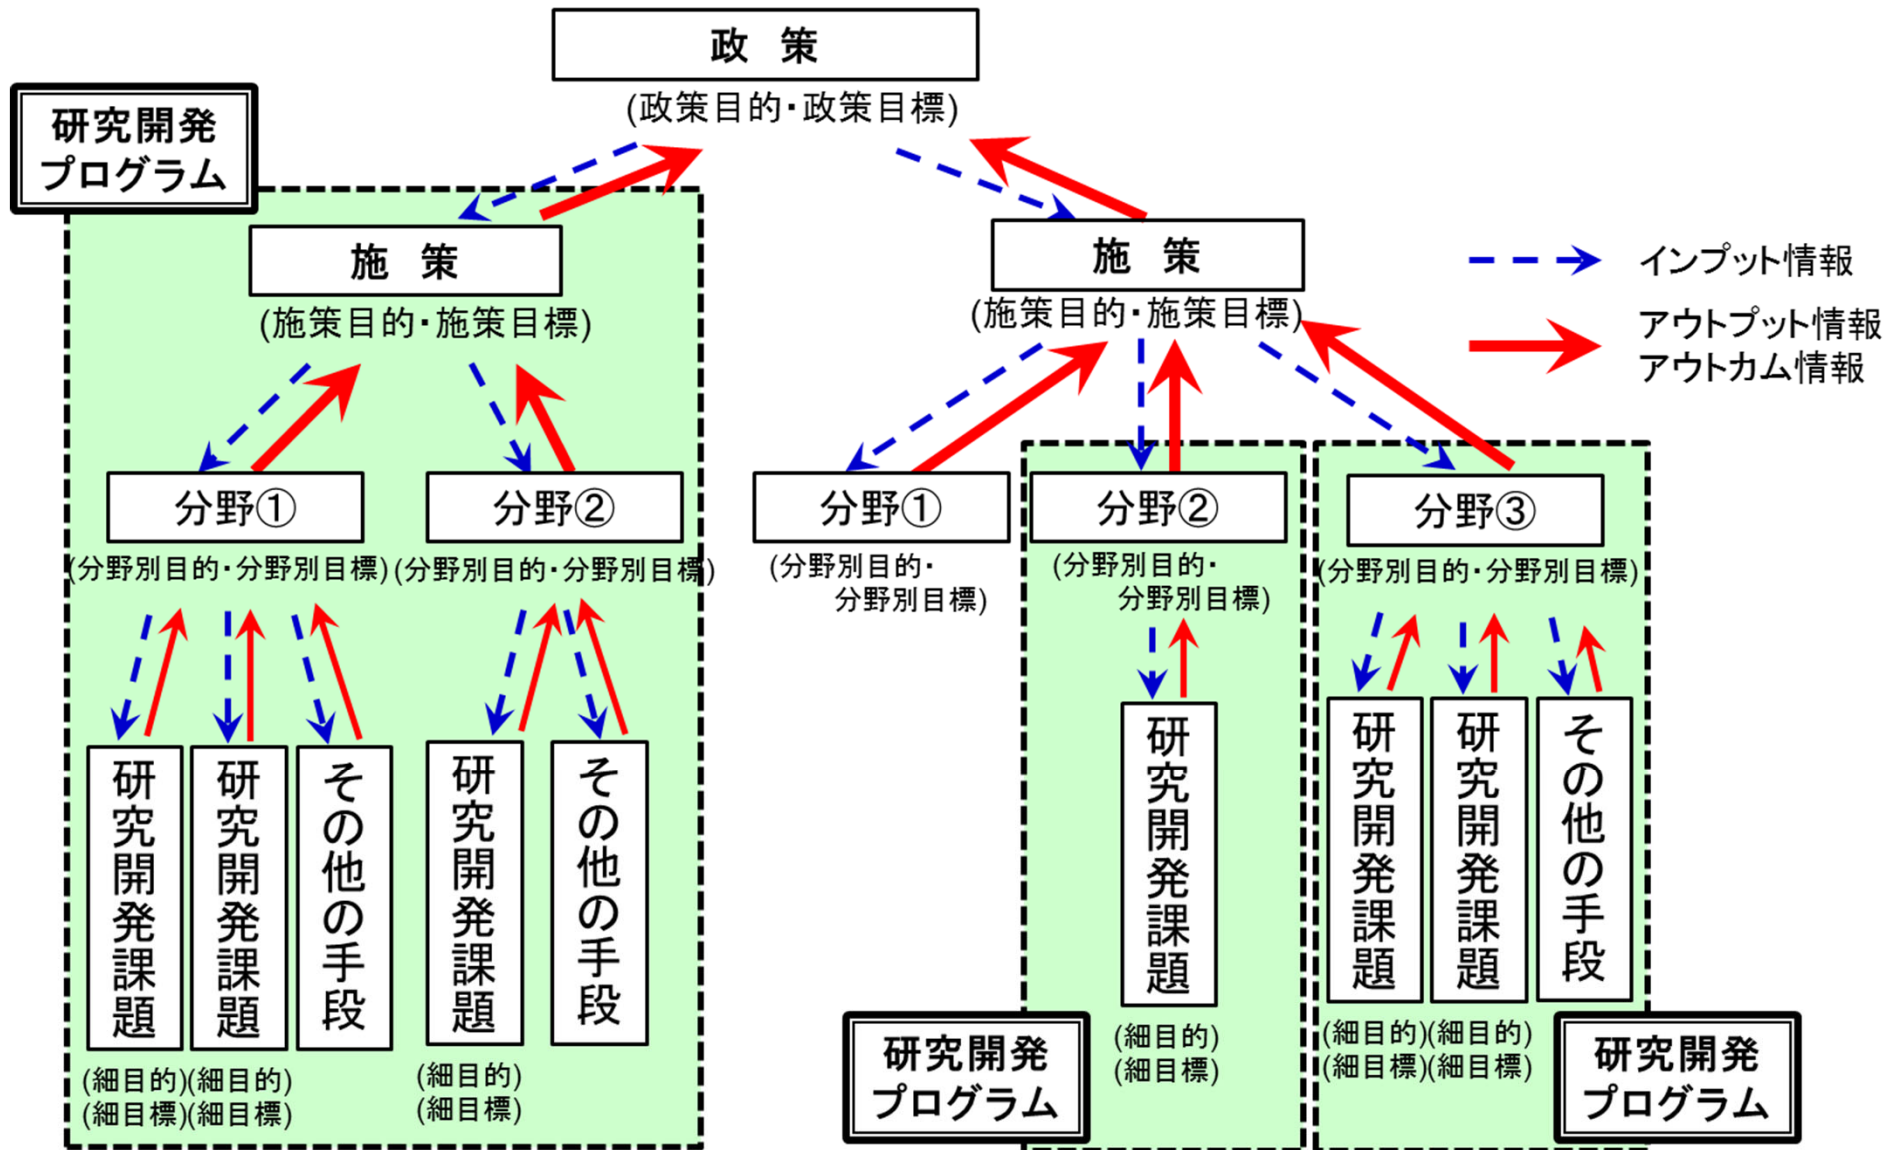 政 策
(政策目的・政策目標)
研究開発
プログラム
施 策
(施策目的・施策目標)
施 策
(施策目的・施策目標)
インプット情報
アウトプット情報
アウトカム情報
分野①
(分野別目的・分野別目標)
分野②
(分野別目的・分野別目標)
分野①
(分野別目的・
分野別目標)
分野②
(分野別目的・
分野別目標)
分野③
(分野別目的・分野別目標)
研究開発課題
(細目的)
(細目標)
研究開発課題
(細目的)
(細目標)
その他の手段
研究開発課題
(細目的)
(細目標)
その他の手段
研究開発課題
(細目的)
(細目標)
研究開発
プログラム
研究開発課題
(細目的)
(細目標)
研究開発課題
(細目的)
(細目標)
その他の手段
研究開発
プログラム